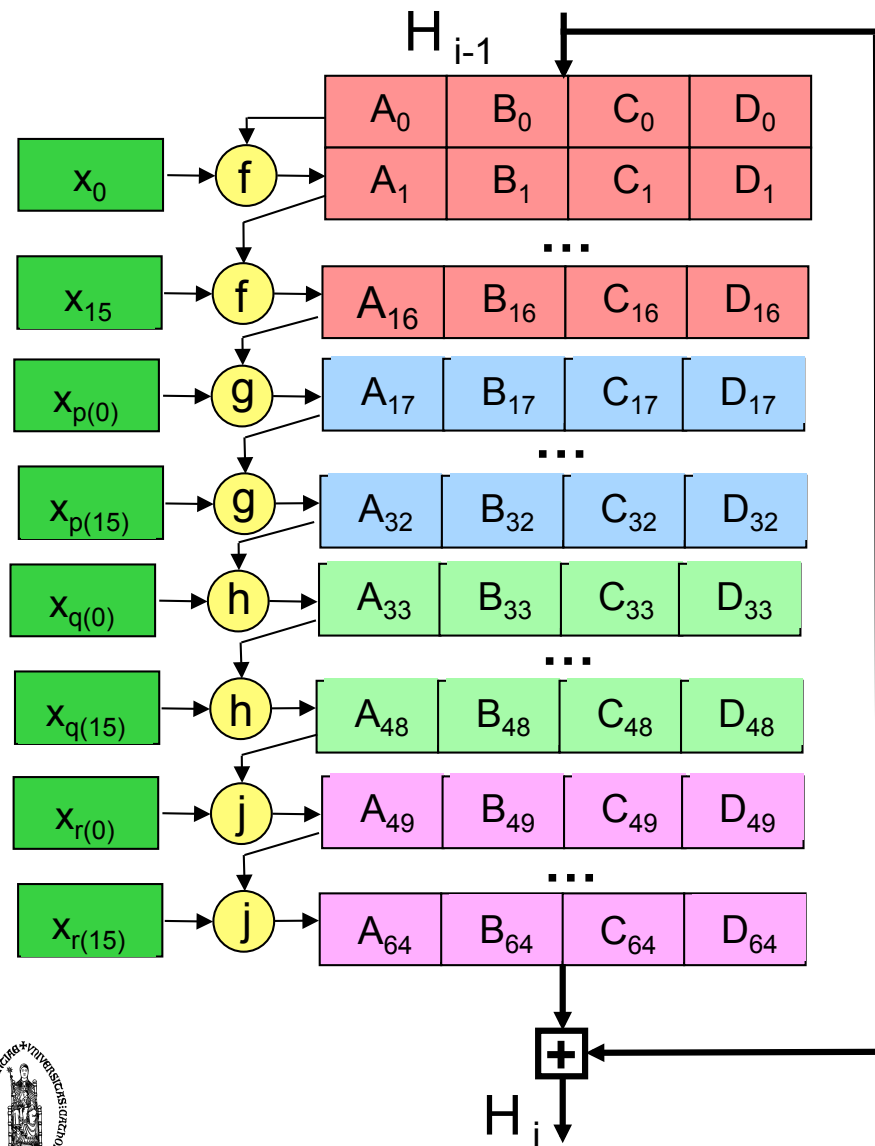 H i-1
A0 B0 C0 D0
x0 f A1 B1 C1 D1
...
x15 f A16 B16 C16 D16
xp(0) g A17 B17 C17 D17
...
xp(15) g A32 B32 C32 D32
xq(0) h A33 B33 C33 D33
...
xq(15) h A48 B48 C48 D48
xr(0) j A49 B49 C49 D49
...
xr(15) j A64 B64 C64 D64
+
H i